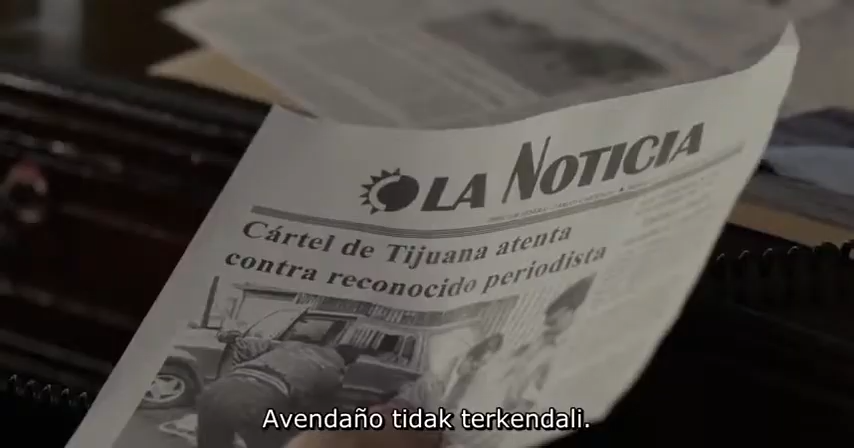 LA NOTICIA
Cártel de Tijuana atenta
contra reconocido periodista
Avendaño tidak terkendali.